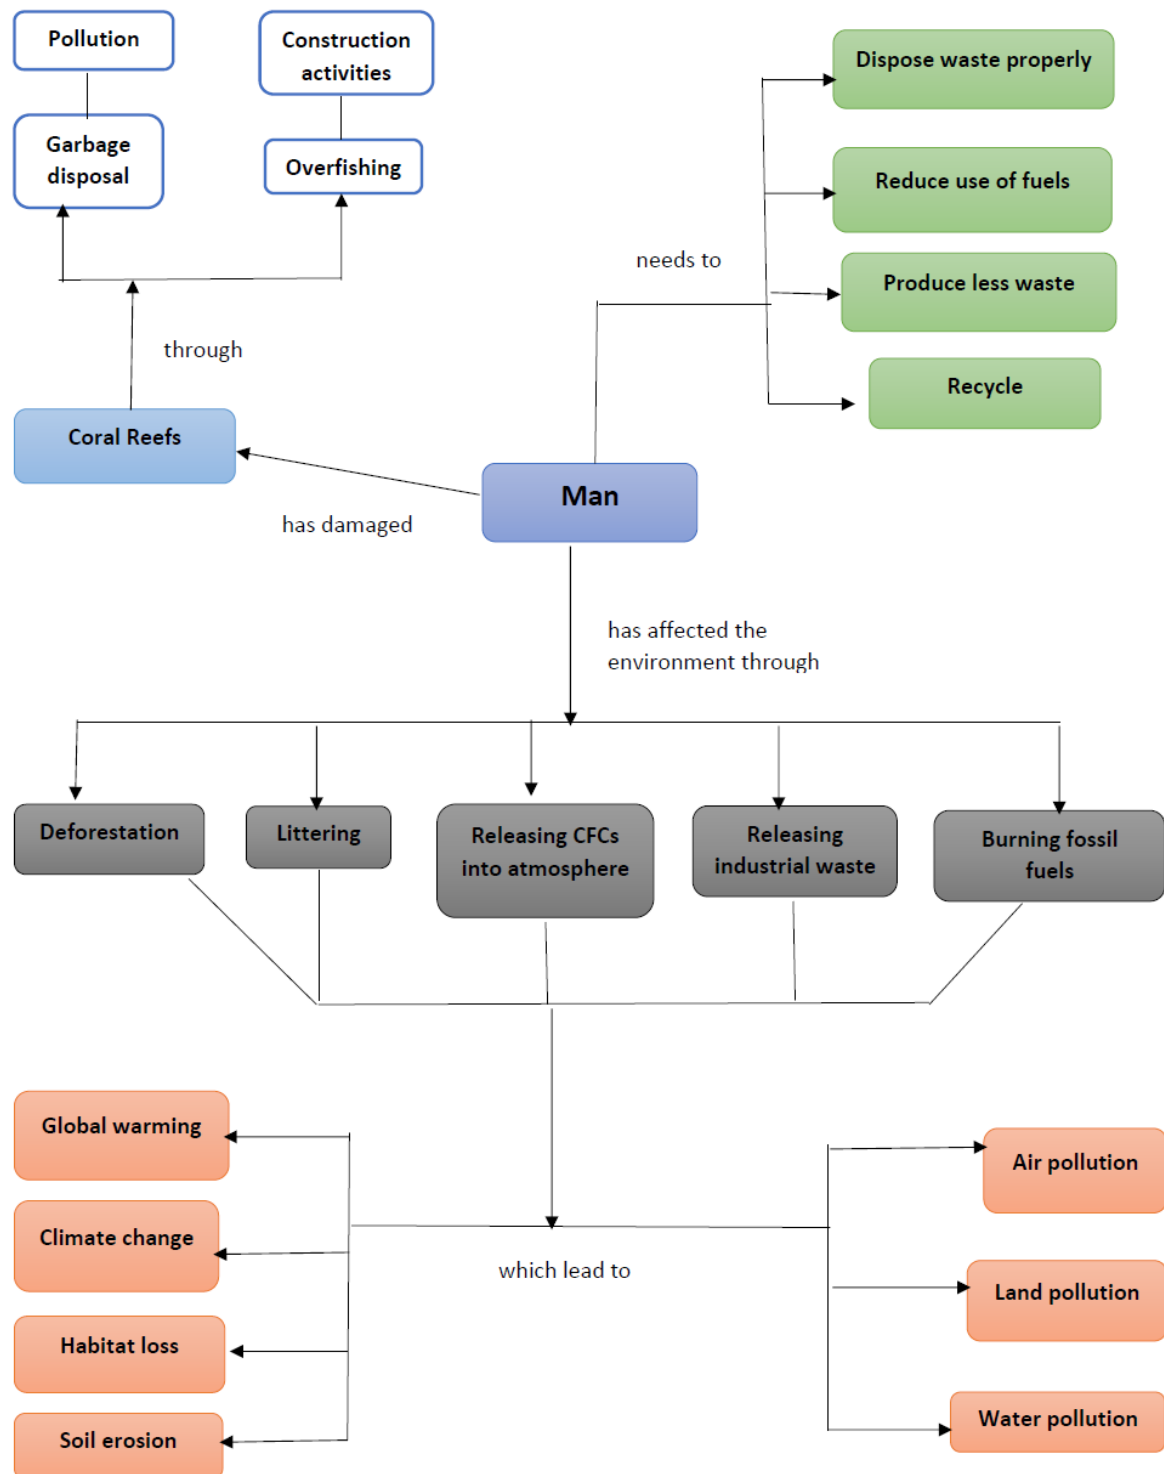 Pollution
Construction
activities
Garbage
disposal
Overfishing
through
Coral Reefs
has damaged
Man
needs to
Dispose waste properly
Reduce use of fuels
Produce less waste
Recycle
has affected the
environment through
Deforestation
Littering
Releasing CFCs
into atmosphere
Releasing
industrial waste
Burning fossil
fuels
which lead to
Global warming
Climate change
Habitat loss
Soil erosion
Air pollution
Land pollution
Water pollution